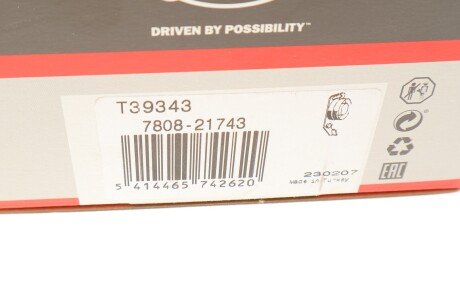 DRIVEN BY POSSIBILITY™
T39343
7808-21743
5 414465 742620
230207
Made in Turkey
EAC